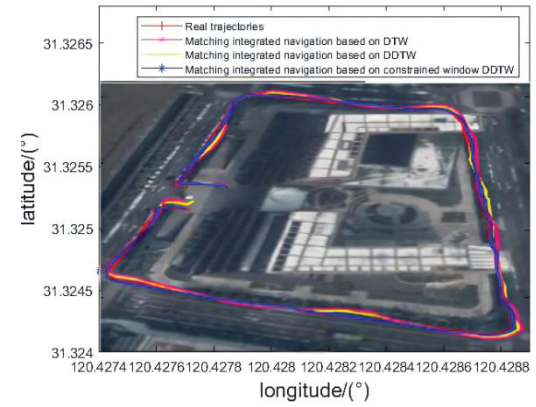 Real trajectories
Matching integrated navigation based on DTW
Matching integrated navigation based on DDTW
Matching integrated navigation based on constrained window DDTW
31.3265
31.326
31.3255
31.325
31.3245
31.324
latitude/(°)
120.4274 120.4276 120.4278 120.428 120.4282 120.4284 120.4286 120.4288
longitude/(°)